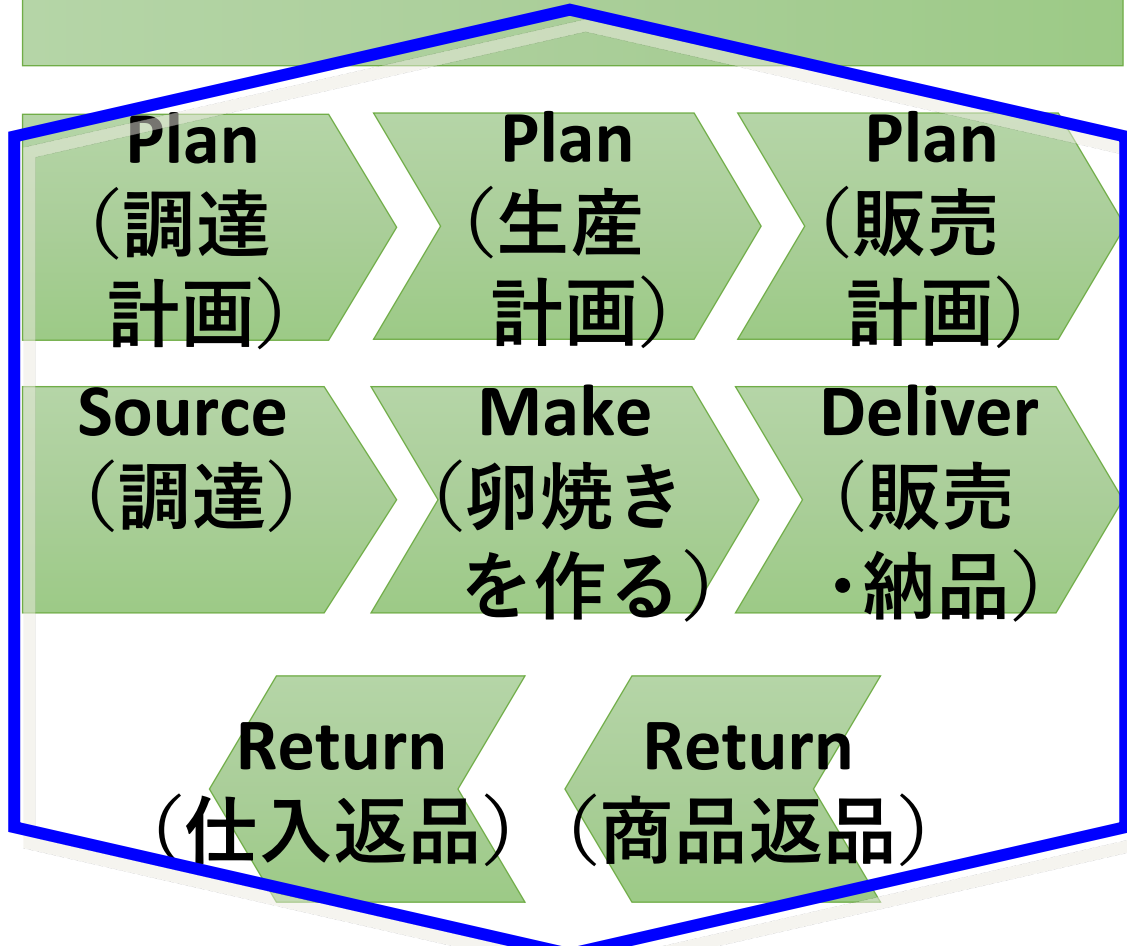 Plan
（調達
計画）
Plan
（生産
計画）
Plan
（販売
計画）
Source
（調達）
Make
（卵焼き
を作る）
Deliver
（販売
・納品）
Return
（仕入返品）
Return
（商品返品）